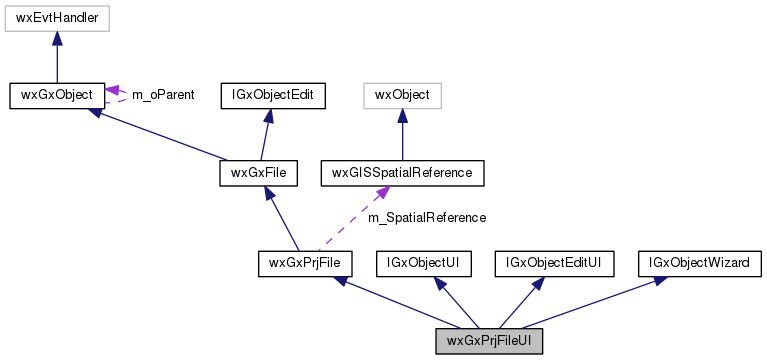 wxEvtHandler
wxGxObject
m_oParent
IGxObjectEdit
wxObject
wxGxFile
wxGISSpatialReference
m_SpatialReference
wxGxPrjFile
IGxObjectUI
IGxObjectEditUI
IGxObjectWizard
wxGxPrjFileUI